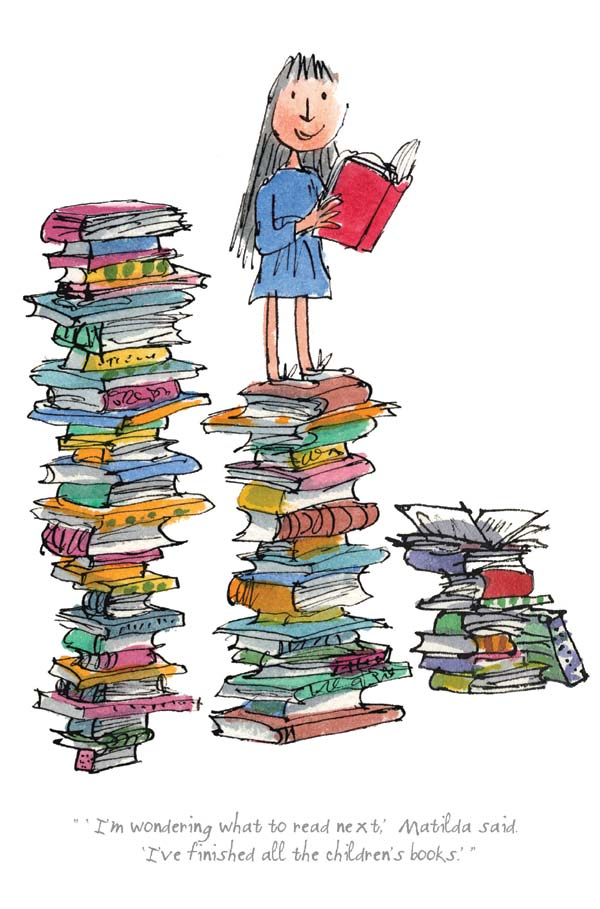 " ' I'm wondering what to read next,' Matilda said.
'I've finished all the children's books.' "